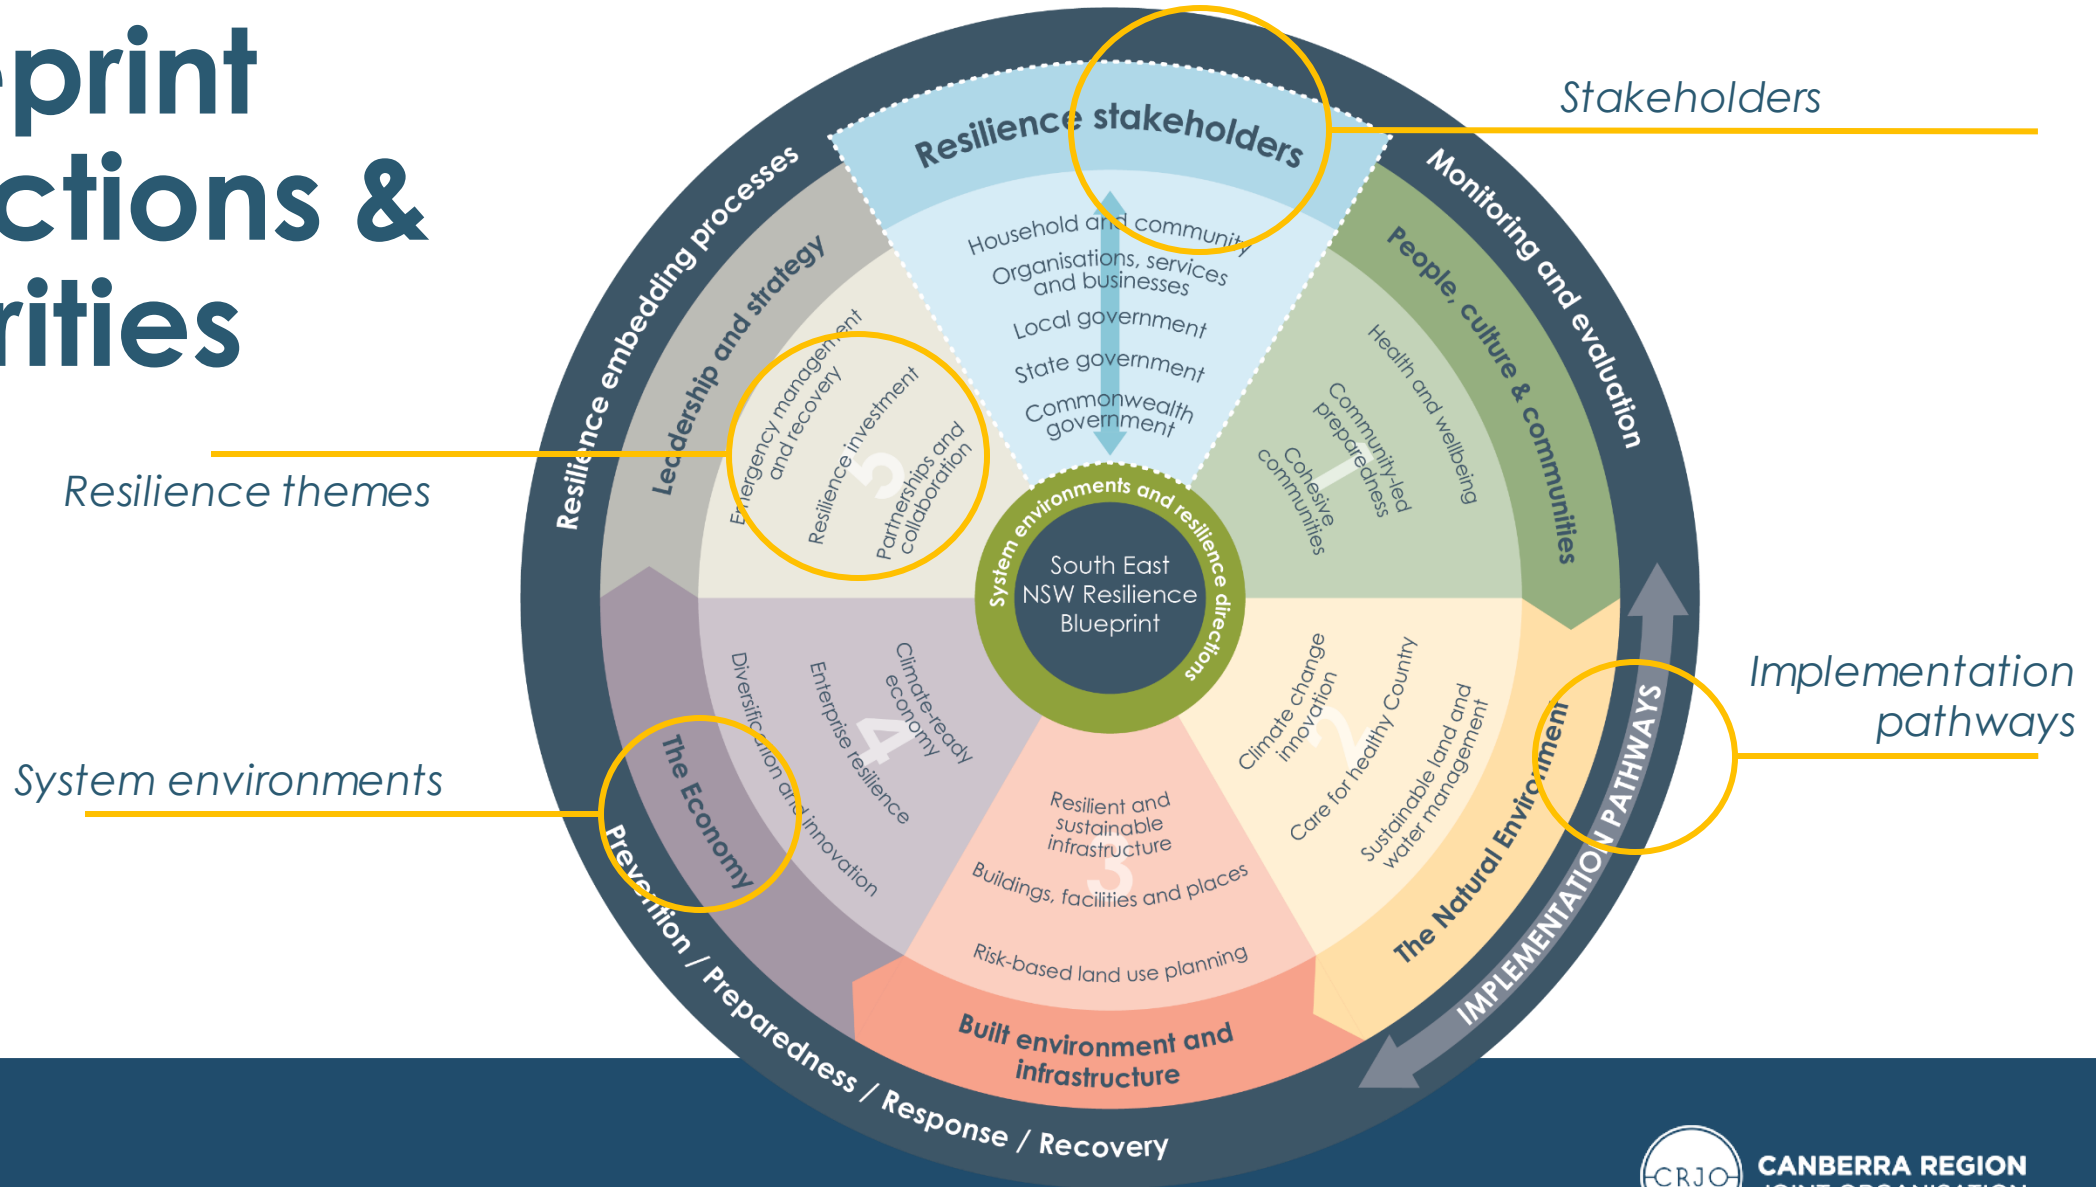 eprint
ctions &
rities
Stakeholders
Resilience themes
System environments
Implementation
pathways
Resilience embedding processes
Monitoring and evaluation
IMPLEMENTATION PATHWAYS
Prevention / Preparedness / Response / Recovery
Resilience stakeholders
Household and community
Organisations, services
and businesses
Local government
State government
Commonwealth
government
People, culture & communities
1
Health and wellbeing
Community-led
preparedness
Cohesive
communities
The Natural Environment
2
Climate change
innovation
Care for healthy Country
Sustainable land and
water management
Built environment and
infrastructure
3
Resilient and
sustainable
infrastructure
Buildings, facilities and places
Risk-based land use planning
The Economy
4
Climate-ready
economy
Enterprise resilience
Diversification and innovation
Leadership and strategy
5
Emergency management
and recovery
Resilience investment
Partnerships and
collaboration
System environments and resilience directions
South East
NSW Resilience
Blueprint
CRJO
CANBERRA REGION
JOINT ORGANISATION